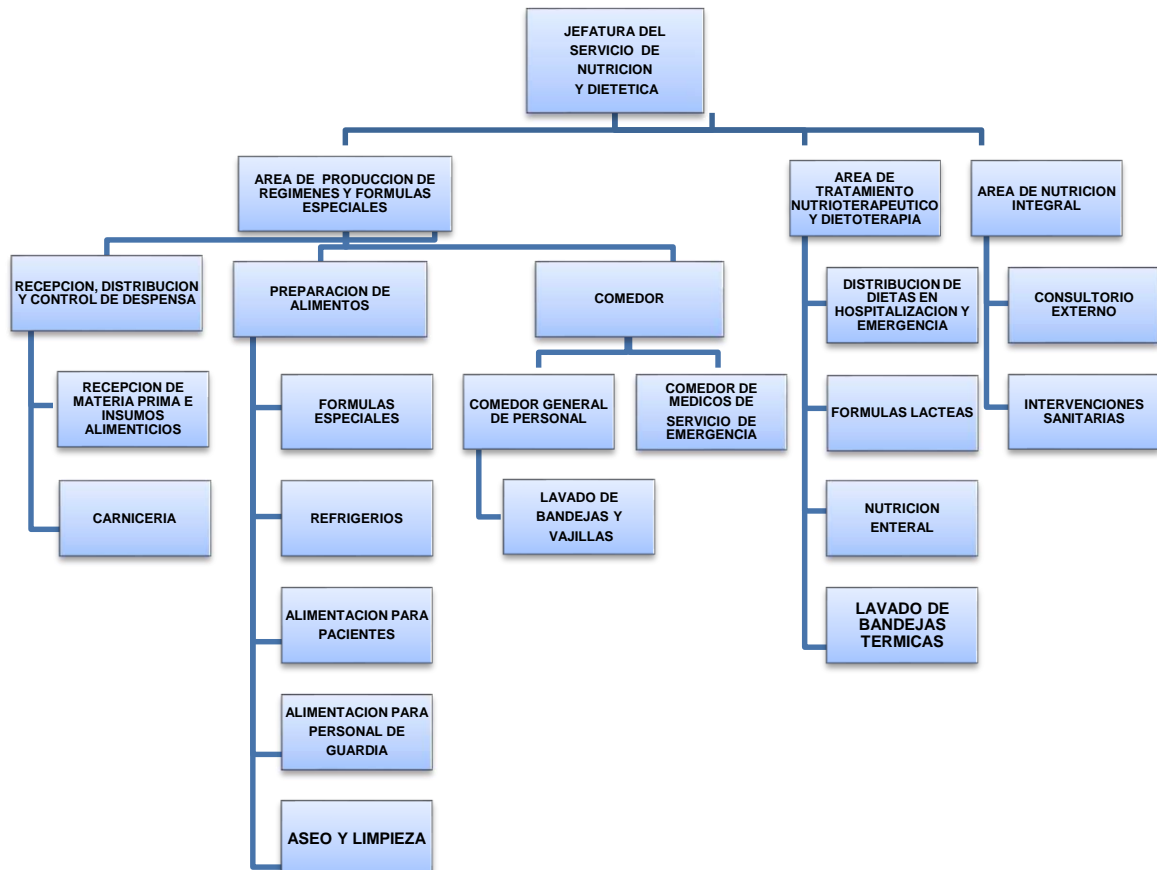 JEFATURA DEL
SERVICIO DE
NUTRICION
Y DIETETICA
AREA DE PRODUCCION DE
REGIMENES Y FORMULAS
ESPECIALES
AREA DE
TRATAMIENTO
NUTRIOTERAPEUTICO
Y DIETOTERAPIA
AREA DE NUTRICION
INTEGRAL
RECEPCION, DISTRIBUCION
Y CONTROL DE DESPENSA
PREPARACION DE
ALIMENTOS
COMEDOR
DISTRIBUCION DE
DIETAS EN
HOSPITALIZACION Y
EMERGENCIA
CONSULTORIO
EXTERNO
RECEPCION DE
MATERIA PRIMA E
INSUMOS
ALIMENTICIOS
FORMULAS
ESPECIALES
COMEDOR GENERAL
DE PERSONAL
COMEDOR DE
MEDICOS DE
SERVICIO DE
EMERGENCIA
FORMULAS LACTEAS
INTERVENCIONES
SANITARIAS
CARNICERIA
REFRIGERIOS
LAVADO DE
BANDEJAS Y
VAJILLAS
NUTRICION
ENTERAL
ALIMENTACION PARA
PACIENTES
LAVADO DE
BANDEJAS
TERMICAS
ALIMENTACION PARA
PERSONAL DE
GUARDIA
ASEO Y LIMPIEZA